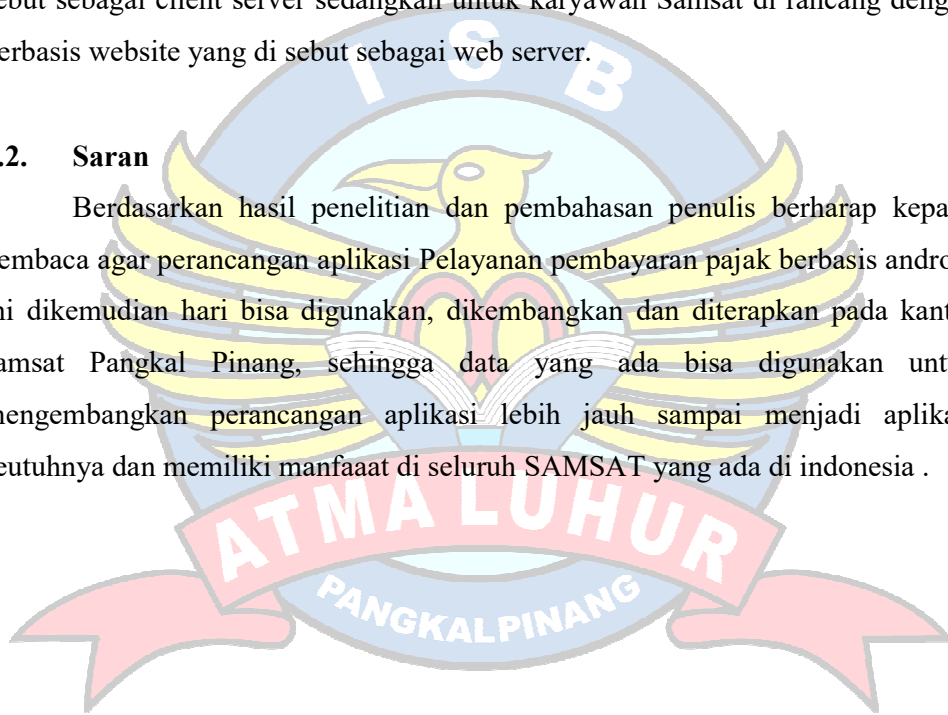 ebut sebagai client server sedangkan untuk karyawan Samsat di rancang deng
erbasis website yang di sebut sebagai web server.
.2. Saran
Berdasarkan hasil penelitian dan pembahasan penulis berharap kepa
embaca agar perancangan aplikasi Pelayanan pembayaran pajak berbasis andro
ni dikemudian hari bisa digunakan, dikembangkan dan diterapkan pada kant
amsat Pangkal Pinang, sehingga data yang ada bisa digunakan unt
mengembangkan perancangan aplikasi lebih jauh sampai menjadi aplika
eutuhnya dan memiliki manfaaat di seluruh SAMSAT yang ada di indonesia .
I S B
ATMA LUHUR
PANGKALPINANG